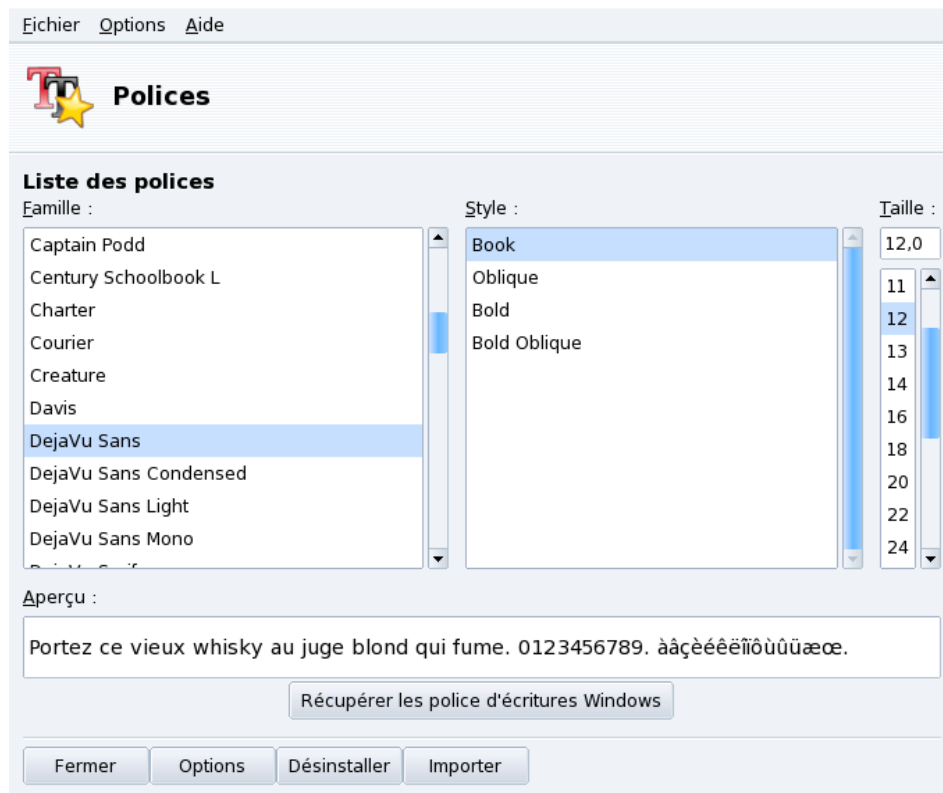 Fichier Options Aide
Polices
Liste des polices
Famille :
Captain Podd
Century Schoolbook L
Charter
Courier
Creature
Davis
DejaVu Sans
DejaVu Sans Condensed
DejaVu Sans Light
DejaVu Sans Mono
Style :
Book
Oblique
Bold
Bold Oblique
Taille :
12,0
11
12
13
14
16
18
20
22
24
Aperçu :
Portez ce vieux whisky au juge blond qui fume. 0123456789. àâçèéêëîïôùûüæœ.
Récupérer les police d'écritures Windows
Fermer Options Désinstaller Importer